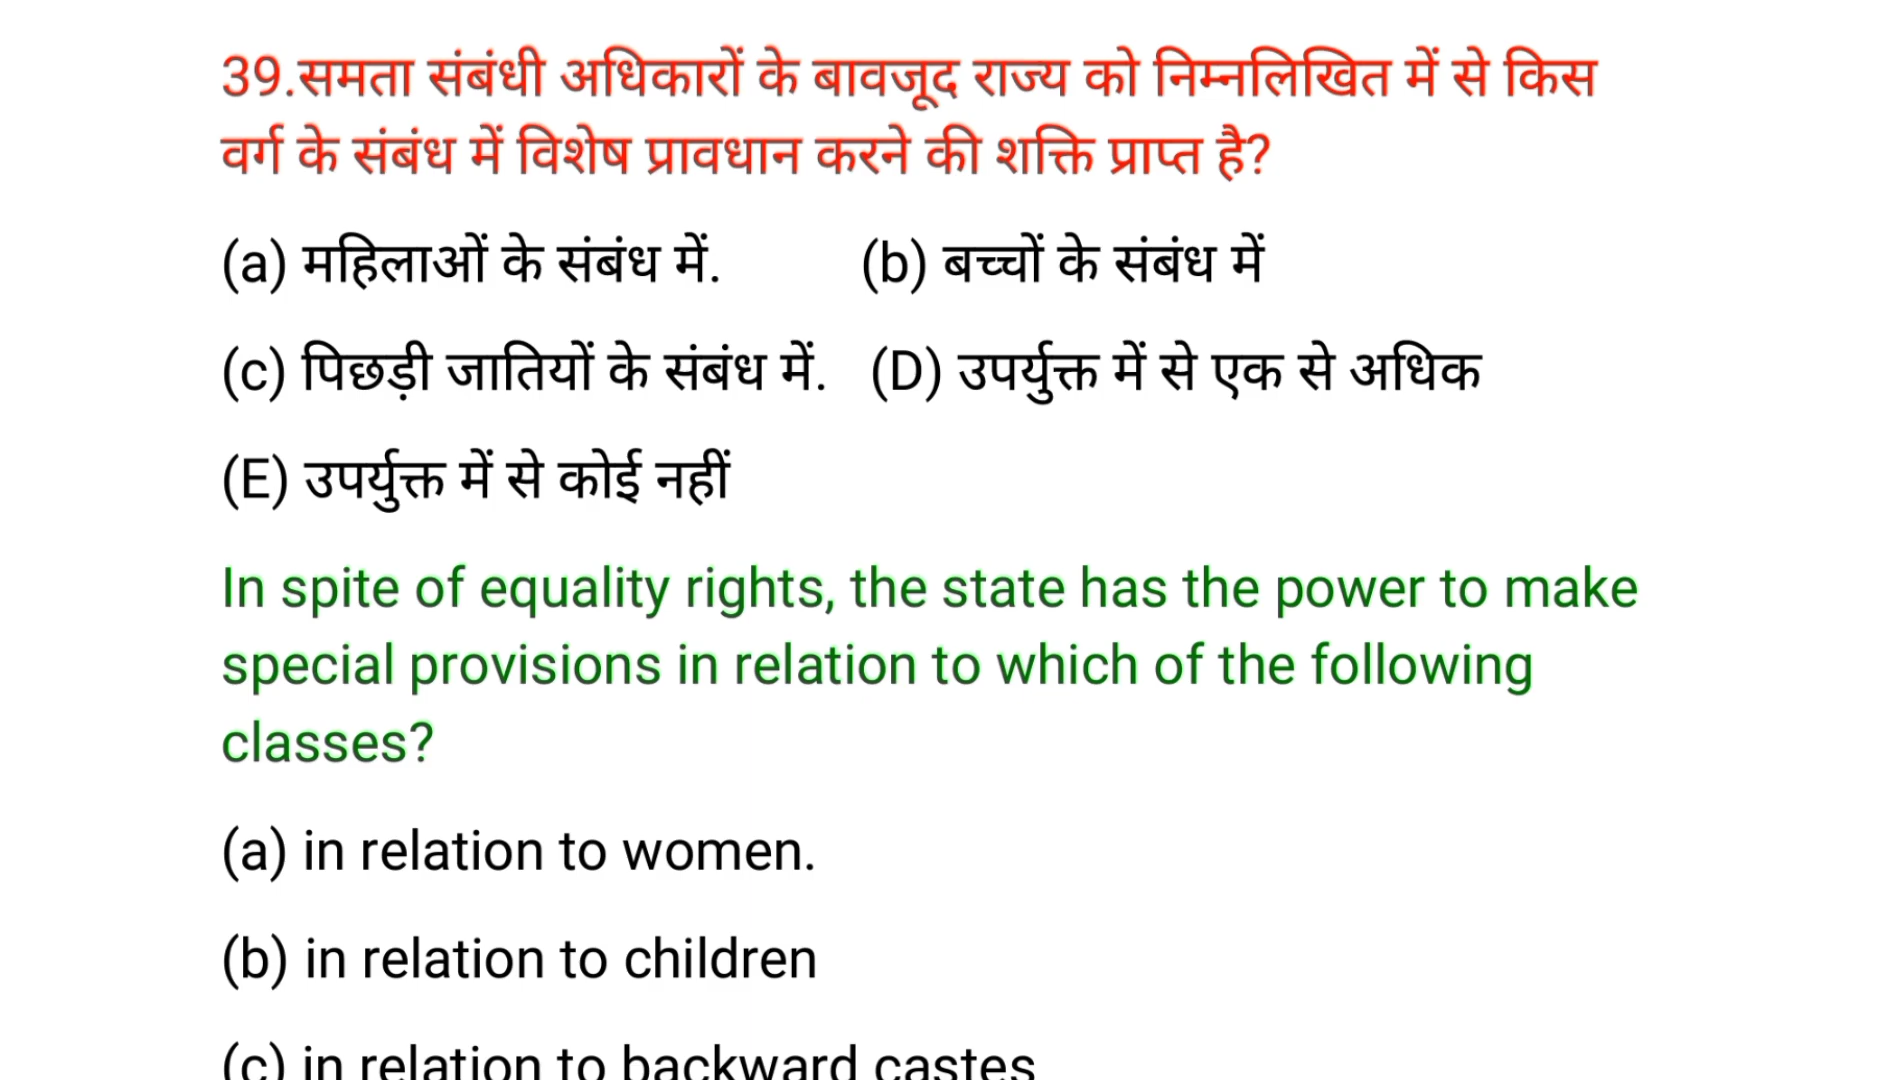 39.समता संबंधी अधिकारों के बावजूद राज्य को निम्नलिखित में से किस
वर्ग के संबंध में विशेष प्रावधान करने की शक्ति प्राप्त है?
(a) महिलाओं के संबंध में. (b) बच्चों के संबंध में
(c) पिछड़ी जातियों के संबंध में. (D) उपर्युक्त में से एक से अधिक
(E) उपर्युक्त में से कोई नहीं
In spite of equality rights, the state has the power to make
special provisions in relation to which of the following
classes?
(a) in relation to women.
(b) in relation to children
(c) in relation to backward castes